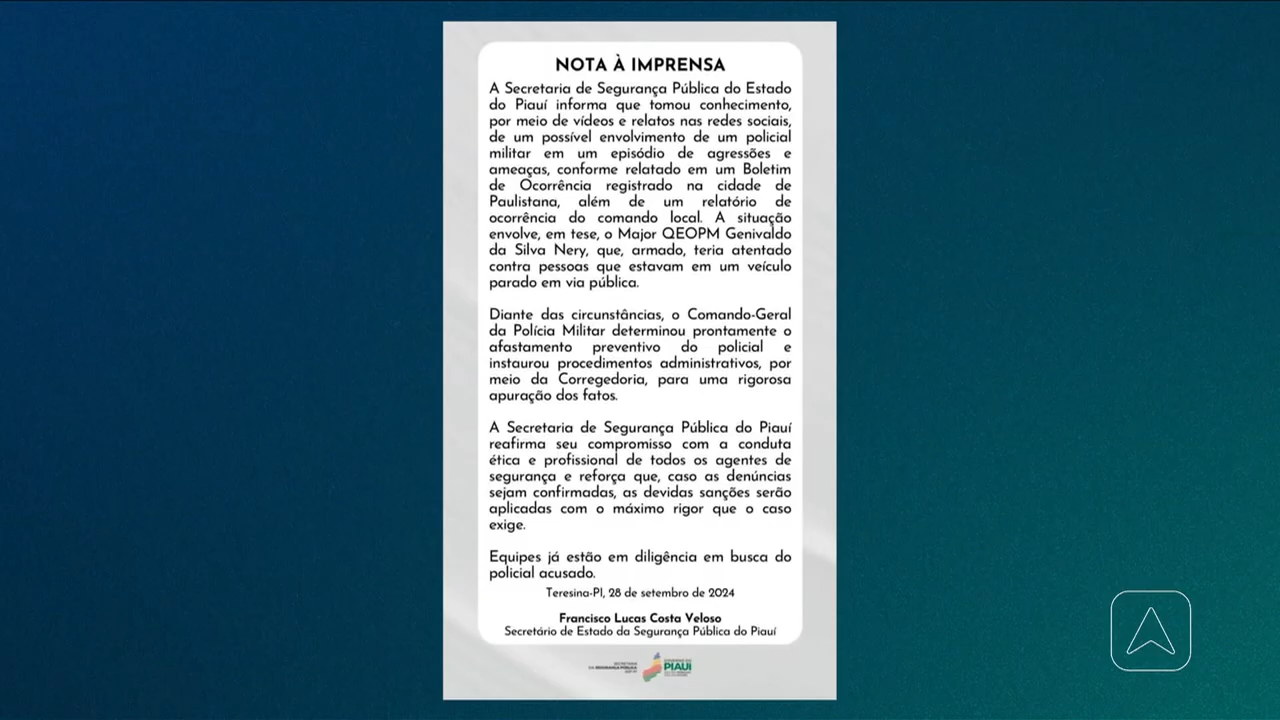 NOTA À IMPRENSA
A Secretaria de Segurança Pública do Estado
do Piauí informa que tomou conhecimento,
por meio de vídeos e relatos nas redes sociais,
de um possível envolvimento de um policial
militar em um episódio de agressões e
ameaças, conforme relatado em um Boletim
de Ocorrência registrado na cidade de
Paulistana, além de um relatório de
ocorrência do comando local. A situação
envolve, em tese, o Major QEOPM Genivaldo
da Silva Nery, que, armado, teria atentado
contra pessoas que estavam em um veículo
parado em via pública.
Diante das circunstâncias, o Comando-Geral
da Polícia Militar determinou prontamente o
afastamento preventivo do policial e
instaurou procedimentos administrativos, por
meio da Corregedoria, para uma rigorosa
apuração dos fatos.
A Secretaria de Segurança Pública do Piauí
reafirma seu compromisso com a conduta
ética e profissional de todos os agentes de
segurança e reforça que, caso as denúncias
sejam confirmadas, as devidas sanções serão
aplicadas com o máximo rigor que o caso
exige.
Equipes já estão em diligência em busca do
policial acusado.
Teresina-PI, 28 de setembro de 2024
Francisco Lucas Costa Veloso
Secretário de Estado da Segurança Pública do Piauí
PIAUÍ